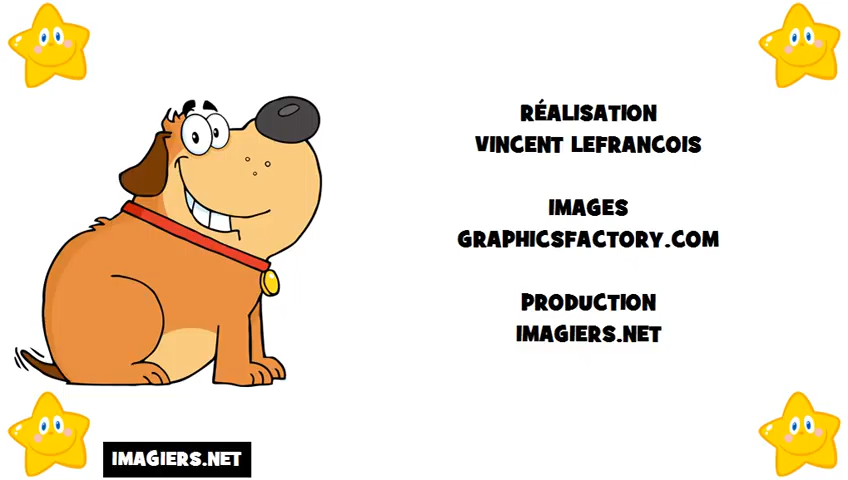 RÉALISATION
VINCENT LEFRANCOIS
IMAGES
GRAPHICSFACTORY.COM
PRODUCTION
IMAGIERS.NET
IMAGIERS.NET